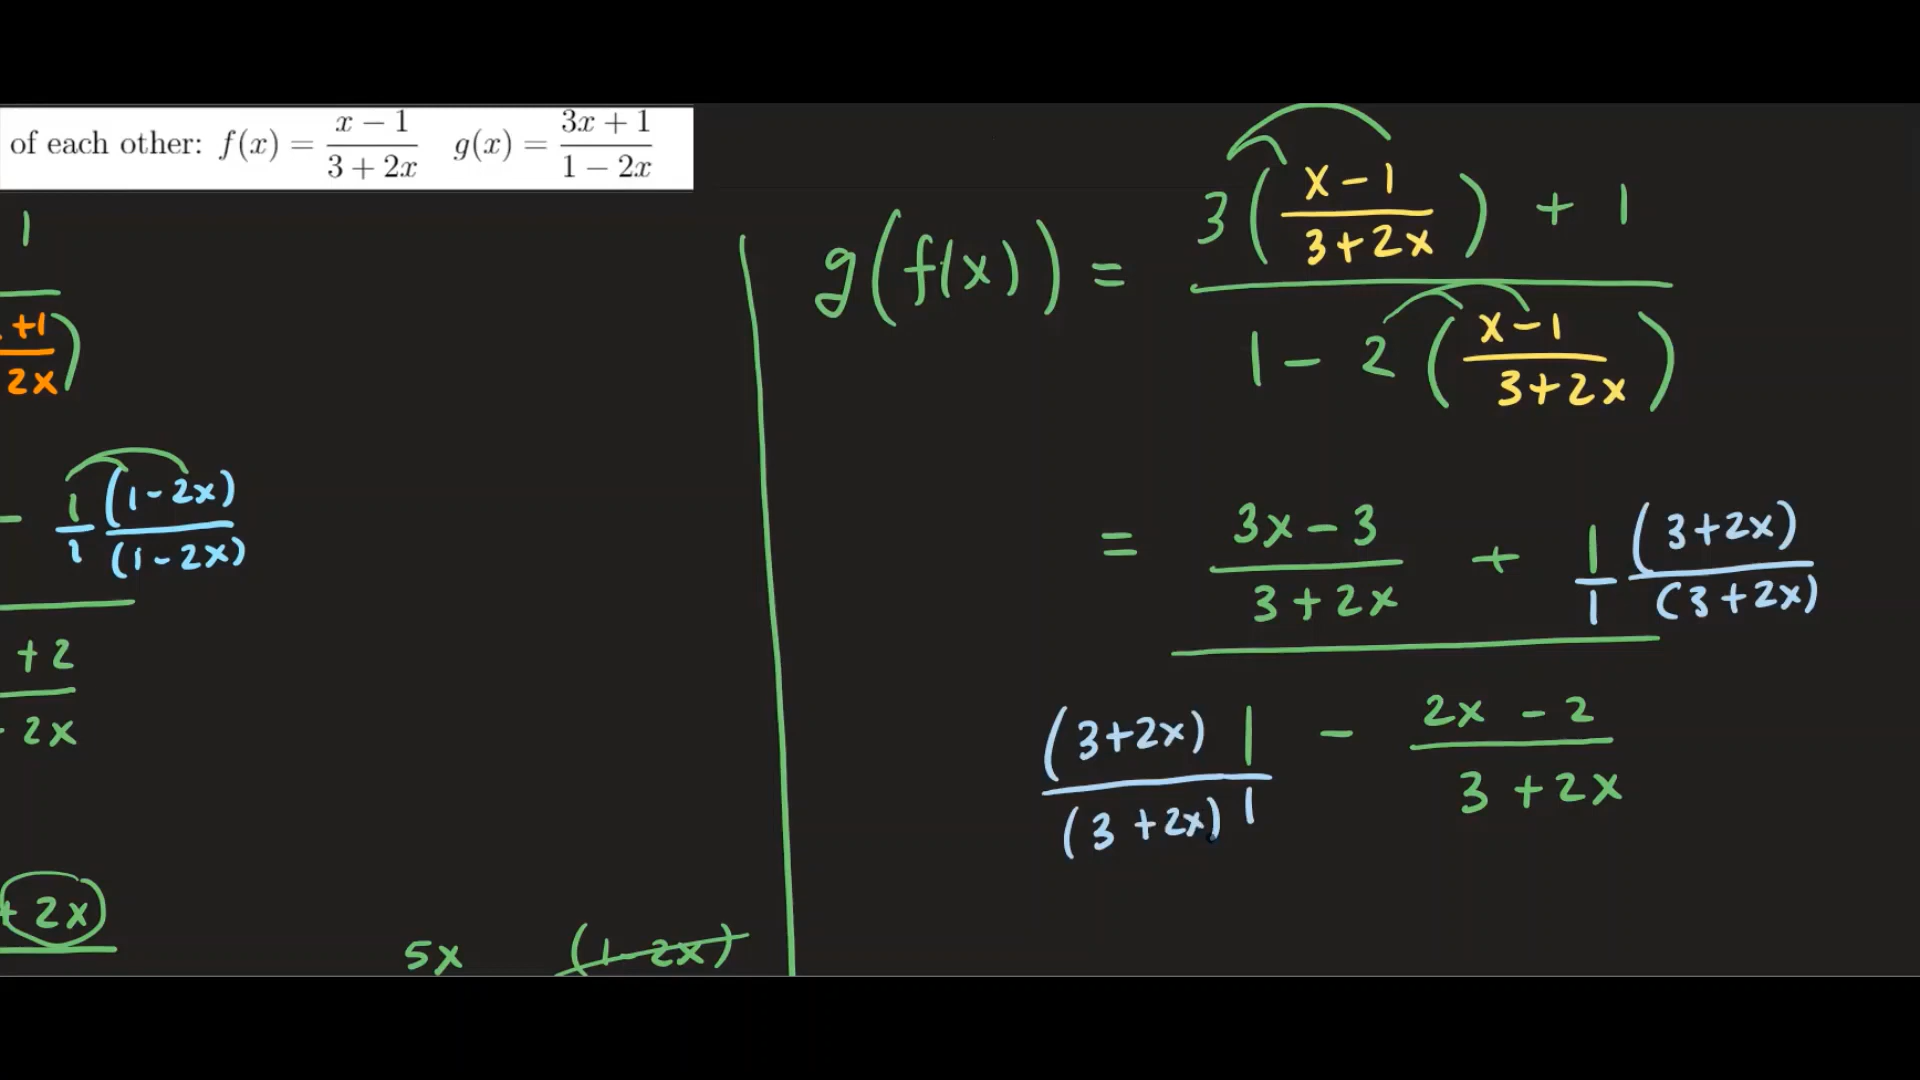 of each other: f(x) = (x − 1)/(3 + 2x)   g(x) = (3x + 1)/(1 − 2x)
1
+1)
2x
− 1/1 (1-2x)/(1-2x)
+ 2
- 2x
+ 2x)
5x   (1-2x)
g(f(x)) = (3((x-1)/(3+2x)) + 1)/(1 - 2((x-1)/(3+2x)))
= (3x-3)/(3+2x) + 1/1 (3+2x)/(3+2x)
(3+2x)/(3+2x) 1/1 - (2x-2)/(3+2x)